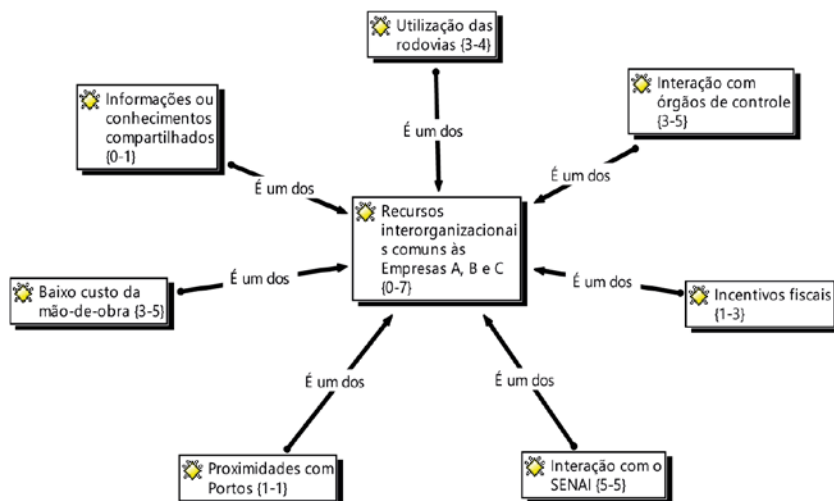 Utilização das
rodovias {3-4}
Informações ou
conhecimentos
compartilhados
{0-1}
Interação com
órgãos de controle
{3-5}
É um dos
É um dos
É um dos
Recursos
interorganizacionai
s comuns às
Empresas A, B e C
{0-7}
Baixo custo da
mão-de-obra {3-5}
É um dos
É um dos
Incentivos fiscais
{1-3}
É um dos
É um dos
Proximidades com
Portos {1-1}
Interação com o
SENAI {5-5}